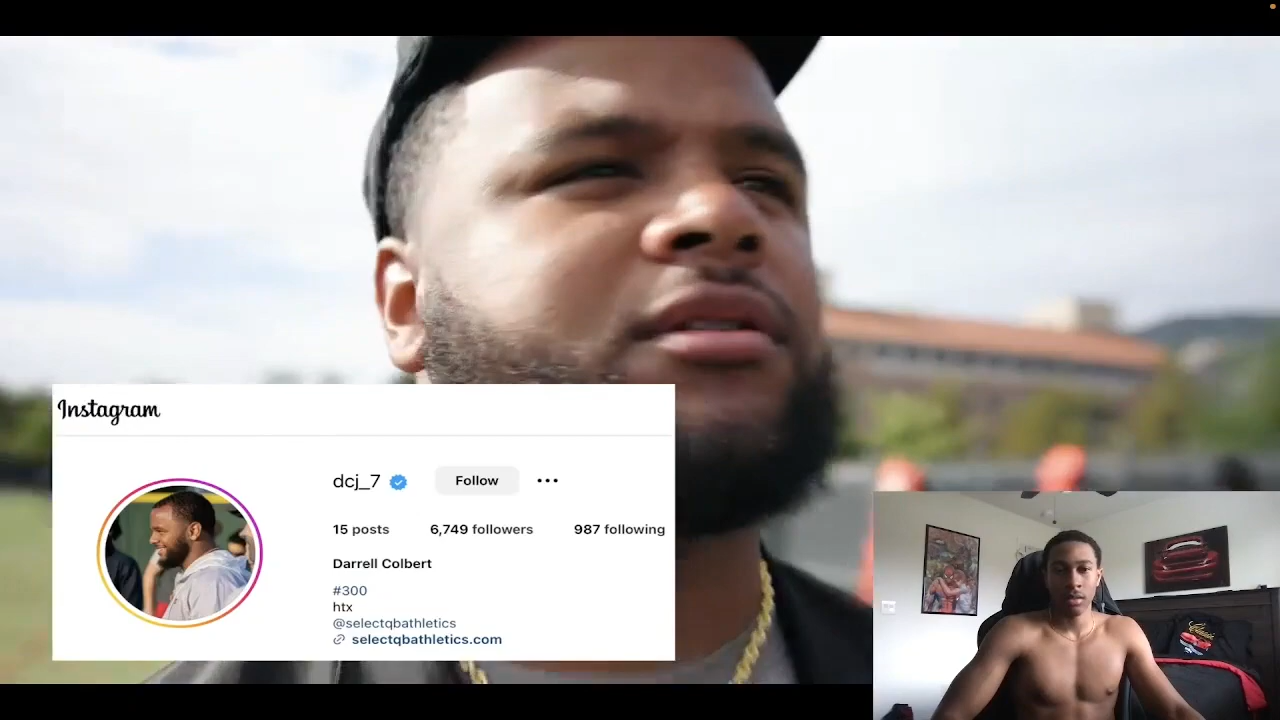 Instagram
dcj_7 Follow
15 posts 6,749 followers 987 following
Darrell Colbert
#300
htx
@selectqbathletics
selectqbathletics.com